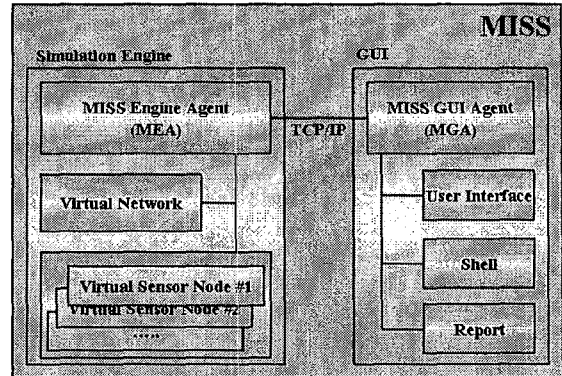 MISS
Simulation Engine
MISS Engine Agent
(MEA)
Virtual Network
Virtual Sensor Node #1
Virtual Sensor Node #2
.....
TCP/IP
GUI
MISS GUI Agent
(MGA)
User Interface
Shell
Report